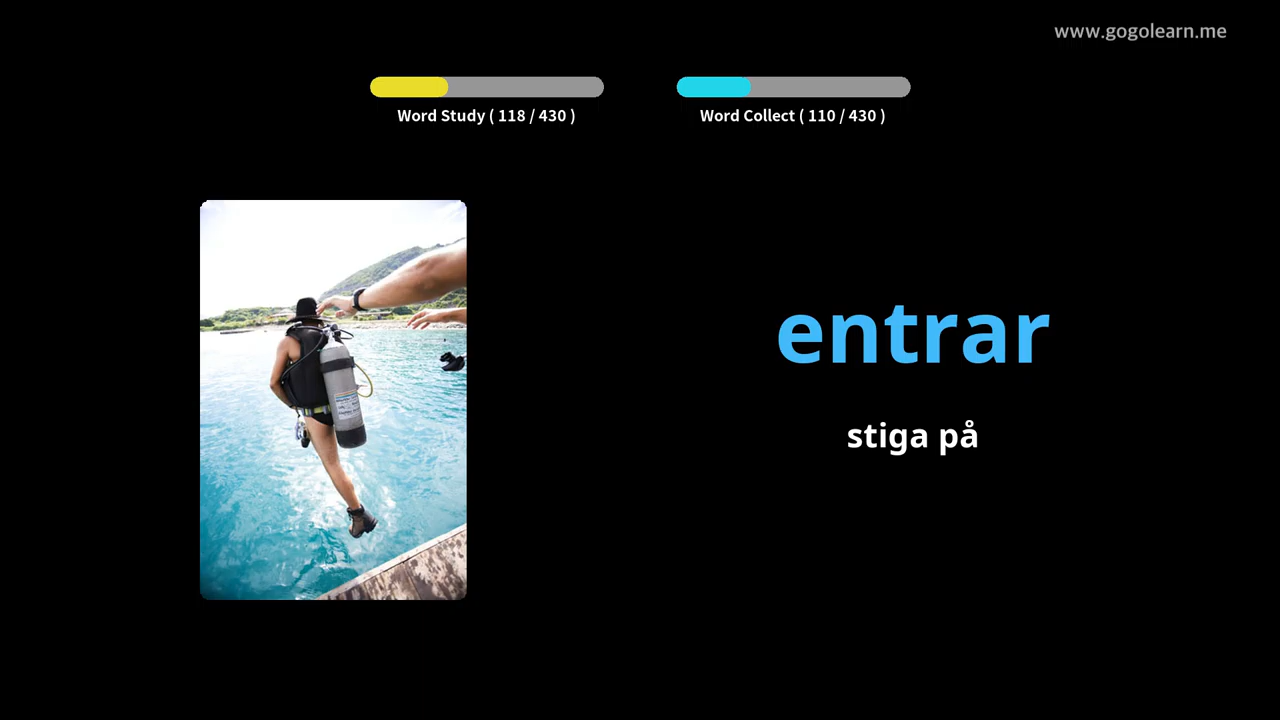 www.gogolearn.me
Word Study ( 118 / 430 )
Word Collect ( 110 / 430 )
entrar
stiga på